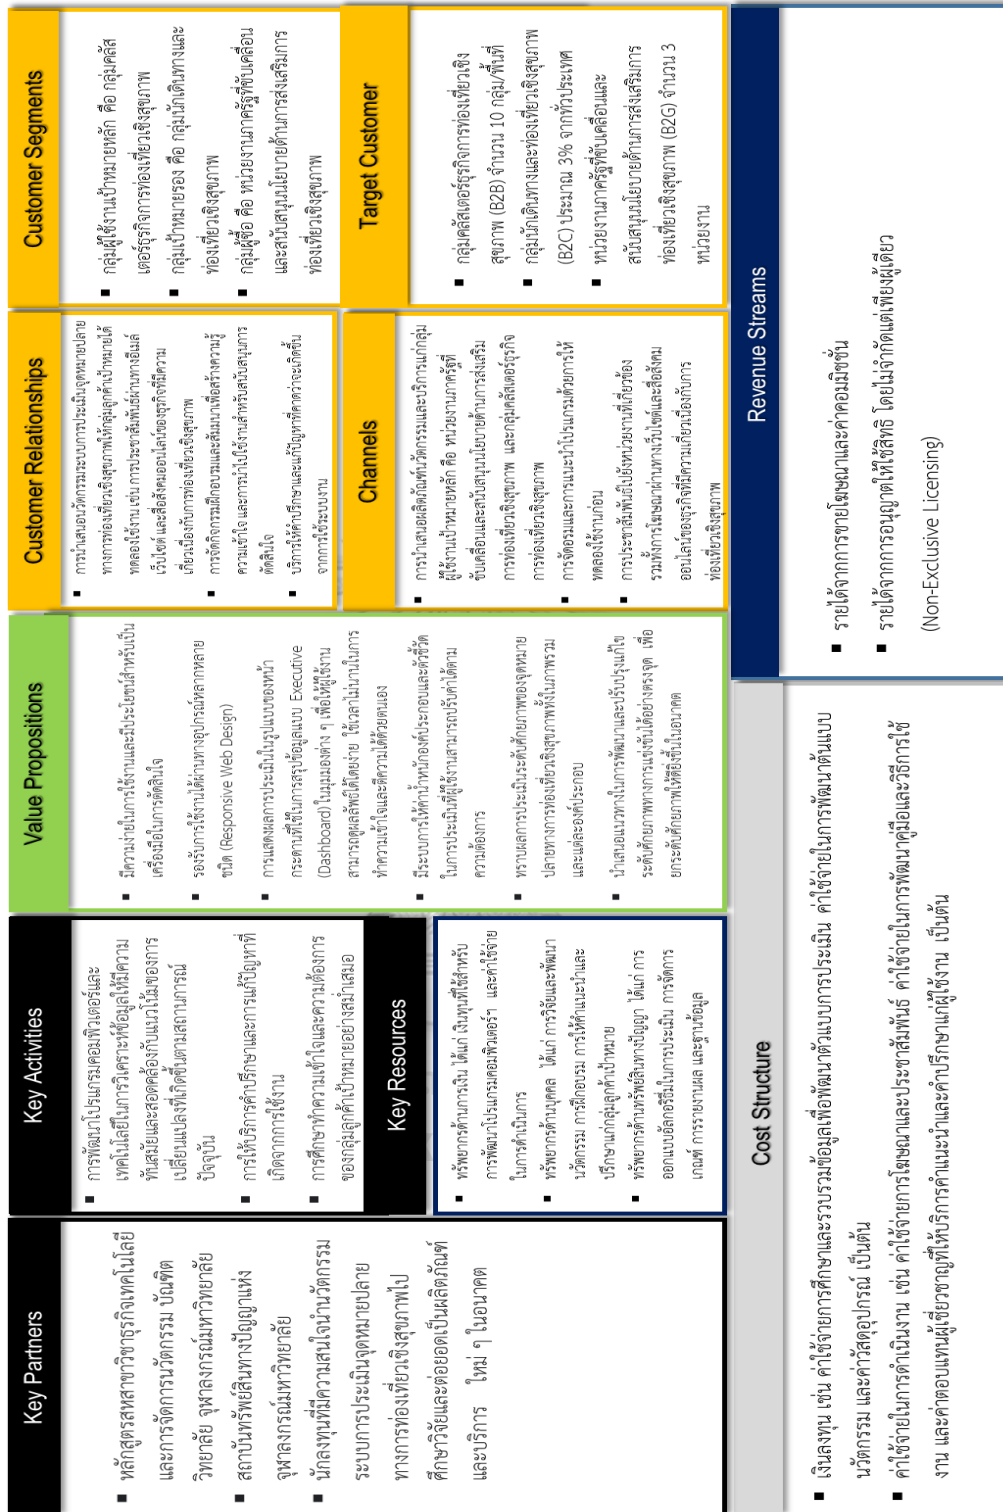 Key Partners
หลักสูตรสหสาขาวิชาธุรกิจเทคโนโลยี
และการจัดการนวัตกรรม บัณฑิต
วิทยาลัย จุฬาลงกรณ์มหาวิทยาลัย
สถาบันทรัพย์สินทางปัญญาแห่ง
จุฬาลงกรณ์มหาวิทยาลัย
นักลงทุนที่มีความสนใจนำนวัตกรรม
ระบบการประเมินจุดหมายปลาย
ทางการท่องเที่ยวเชิงสุขภาพไป
ศึกษาวิจัยและต่อยอดเป็นผลิตภัณฑ์
และบริการ ใหม่ ๆ ในอนาคต
Key Activities
การพัฒนาโปรแกรมคอมพิวเตอร์และ
เทคโนโลยีในการวิเคราะห์ข้อมูลให้มีความ
ทันสมัยและสอดคล้องกับแนวโน้มของการ
เปลี่ยนแปลงที่เกิดขึ้นตามสถานการณ์
ปัจจุบัน
การให้บริการคำปรึกษาและการแก้ปัญหาที่
เกิดจากการใช้งาน
การศึกษาทำความเข้าใจและความต้องการ
ของกลุ่มลูกค้าเป้าหมายอย่างสม่ำเสมอ
Key Resources
ทรัพยากรด้านการเงิน ได้แก่ เงินทุนที่ใช้สำหรับ
การพัฒนาโปรแกรมคอมพิวเตอร์ฯ และค่าใช้จ่าย
ในการดำเนินการ
ทรัพยากรด้านบุคคล ได้แก่ การวิจัยและพัฒนา
นวัตกรรม การฝึกอบรม การให้คำแนะนำและ
ปรึกษาแก่กลุ่มลูกค้าเป้าหมาย
ทรัพยากรด้านทรัพย์สินทางปัญญา ได้แก่ การ
ออกแบบอัลกอริธึมในการประเมิน การจัดการ
เกณฑ์ การรายงานผล และฐานข้อมูล
Value Propositions
มีความง่ายในการใช้งานและมีประโยชน์สำหรับเป็น
เครื่องมือในการตัดสินใจ
รองรับการใช้งานได้ผ่านทางอุปกรณ์หลากหลาย
ชนิด (Responsive Web Design)
การแสดงผลการประเมินในรูปแบบของหน้า
กระดานที่ใช้ในการสรุปข้อมูลแบบ Executive
(Dashboard) ในมุมมองต่าง ๆ เพื่อให้ผู้ใช้งาน
สามารถดูผลลัพธ์ได้โดยง่าย ใช้เวลาไม่นานในการ
ทำความเข้าใจและตีความได้ด้วยตนเอง
มีระบบการให้ค่าน้ำหนักองค์ประกอบและตัวชี้วัด
ในการประเมินที่ผู้ใช้งานสามารถปรับค่าได้ตาม
ความต้องการ
ทราบผลการประเมินระดับศักยภาพของจุดหมาย
ปลายทางการท่องเที่ยวเชิงสุขภาพทั้งในภาพรวม
และแต่ละองค์ประกอบ
นำเสนอแนวทางในการพัฒนาและปรับปรุงแก้ไข
ระดับศักยภาพทางการแข่งขันได้อย่างตรงจุด เพื่อ
ยกระดับศักยภาพให้ดียิ่งขึ้นในอนาคต
Customer Relationships
การนำเสนอนวัตกรรมระบบการประเมินจุดหมายปลาย
ทางการท่องเที่ยวเชิงสุขภาพให้กลุ่มลูกค้าเป้าหมายได้
ทดลองใช้งาน เช่น การประชาสัมพันธ์ผ่านทางอีเมล์
เว็บไซต์ และสื่อสังคมออนไลน์ของธุรกิจที่มีความ
เกี่ยวเนื่องกับการท่องเที่ยวเชิงสุขภาพ
การจัดกิจกรรมฝึกอบรมและสัมมนาเพื่อสร้างความรู้
ความเข้าใจ และการนำไปใช้งานสำหรับสนับสนุนการ
ตัดสินใจ
บริการให้คำปรึกษาและแก้ปัญหาที่คาดว่าจะเกิดขึ้น
จากการใช้ระบบงาน
Channels
การนำเสนอผลิตภัณฑ์นวัตกรรมและบริการแก่กลุ่ม
ผู้ใช้งานเป้าหมายหลัก คือ หน่วยงานภาครัฐที่
ขับเคลื่อนและสนับสนุนนโยบายด้านการส่งเสริม
การท่องเที่ยวเชิงสุขภาพ และกลุ่มคลัสเตอร์ธุรกิจ
การท่องเที่ยวเชิงสุขภาพ
การจัดอรมและการแนะนำโปรแกรมด้วยการให้
ทดลองใช้งานก่อน
การประชาสัมพันธ์ไปยังหน่วยงานที่เกี่ยวของ
รวมทั้งการโฆษณาผ่านทางเว็บไซต์และสื่อสังคม
ออนไลน์ของธุรกิจที่มีความเกี่ยวเนื่องกับการ
ท่องเที่ยวเชิงสุขภาพ
Customer Segments
กลุ่มผู้ใช้งานเป้าหมายหลัก คือ กลุ่มคลัส
เตอร์ธุรกิจการท่องเที่ยวเชิงสุขภาพ
กลุ่มเป้าหมายรอง คือ กลุ่มนักเดินทางและ
ท่องเที่ยวเชิงสุขภาพ
กลุ่มผู้ซื้อ คือ หน่วยงานภาครัฐที่ขับเคลื่อน
และสนับสนุนนโยบายด้านการส่งเสริมการ
ท่องเที่ยวเชิงสุขภาพ
Target Customer
กลุ่มคลัสเตอร์ธุรกิจการท่องเที่ยวเชิง
สุขภาพ (B2B) จำนวน 10 กลุ่ม/พื้นที่
กลุ่มนักเดินทางและท่องเที่ยวเชิงสุขภาพ
(B2C) ประมาณ 3% จากทั่วประเทศ
หน่วยงานภาครัฐที่ขับเคลื่อนและ
สนับสนุนนโยบายด้านการส่งเสริมการ
ท่องเที่ยวเชิงสุขภาพ (B2G) จำนวน 3
หน่วยงาน
Cost Structure
เงินลงทุน เช่น ค่าใช้จ่ายการศึกษาและรวบรวมข้อมูลเพื่อพัฒนาตัวแบบการประเมิน ค่าใช้จ่ายในการพัฒนาต้นแบบ
นวัตกรรม และค่าวัสดุอุปกรณ์ เป็นต้น
ค่าใช้จ่ายในการดำเนินงาน เช่น ค่าใช้จ่ายการโฆษณาและประชาสัมพันธ์ ค่าใช้จ่ายในการพัฒนาคู่มือและวิธีการใช้
งาน และค่าตอบแทนผู้เชี่ยวชาญที่ให้บริการคำแนะนำและคำปรึกษาแก่ผู้ใช้งาน เป็นต้น
Revenue Streams
รายได้จากการขายโฆษณาและค่าคอมมิชชั่น
รายได้จากการอนุญาตให้ใช้สิทธิ โดยไม่จำกัดแต่เพียงผู้เดียว
(Non-Exclusive Licensing)